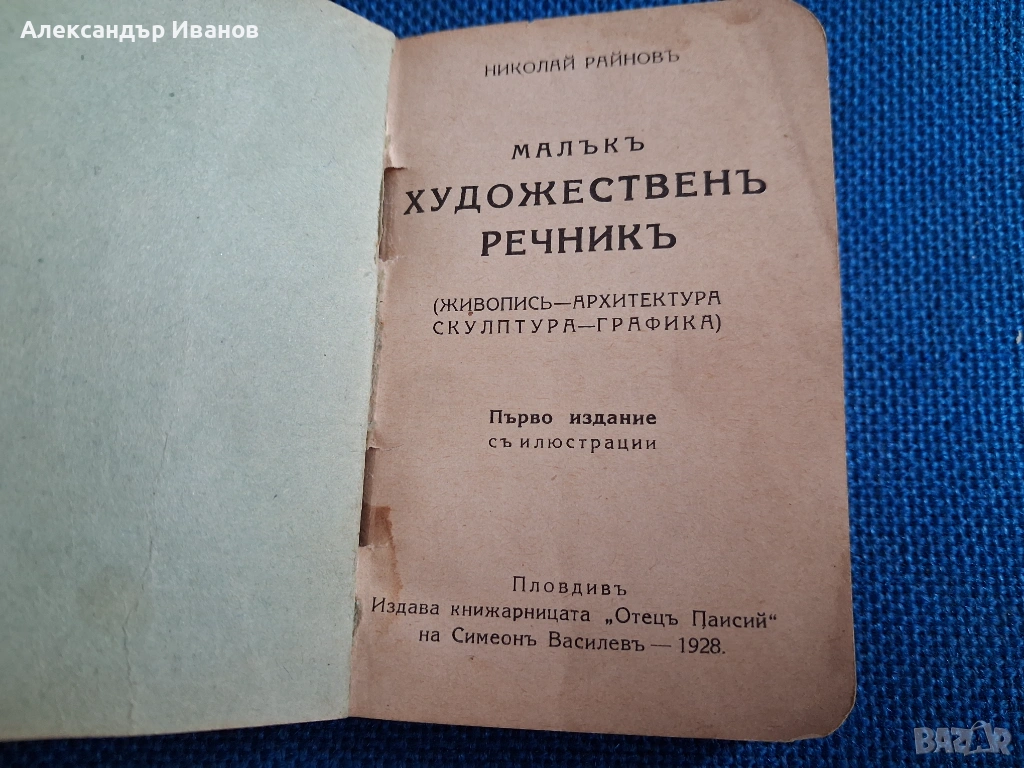 Александър Иванов
НИКОЛАЙ РАЙНОВЪ
МАЛЪКЪ
ХУДОЖЕСТВЕНЪ
РЕЧНИКЪ
(ЖИВОПИСЬ—АРХИТЕКТУРА
СКУЛПТУРА—ГРАФИКА)
Първо издание
съ илюстрации
Пловдивъ
Издава книжарницата „Отецъ Паисий“
на Симеонъ Василевъ — 1928.
BAZAR